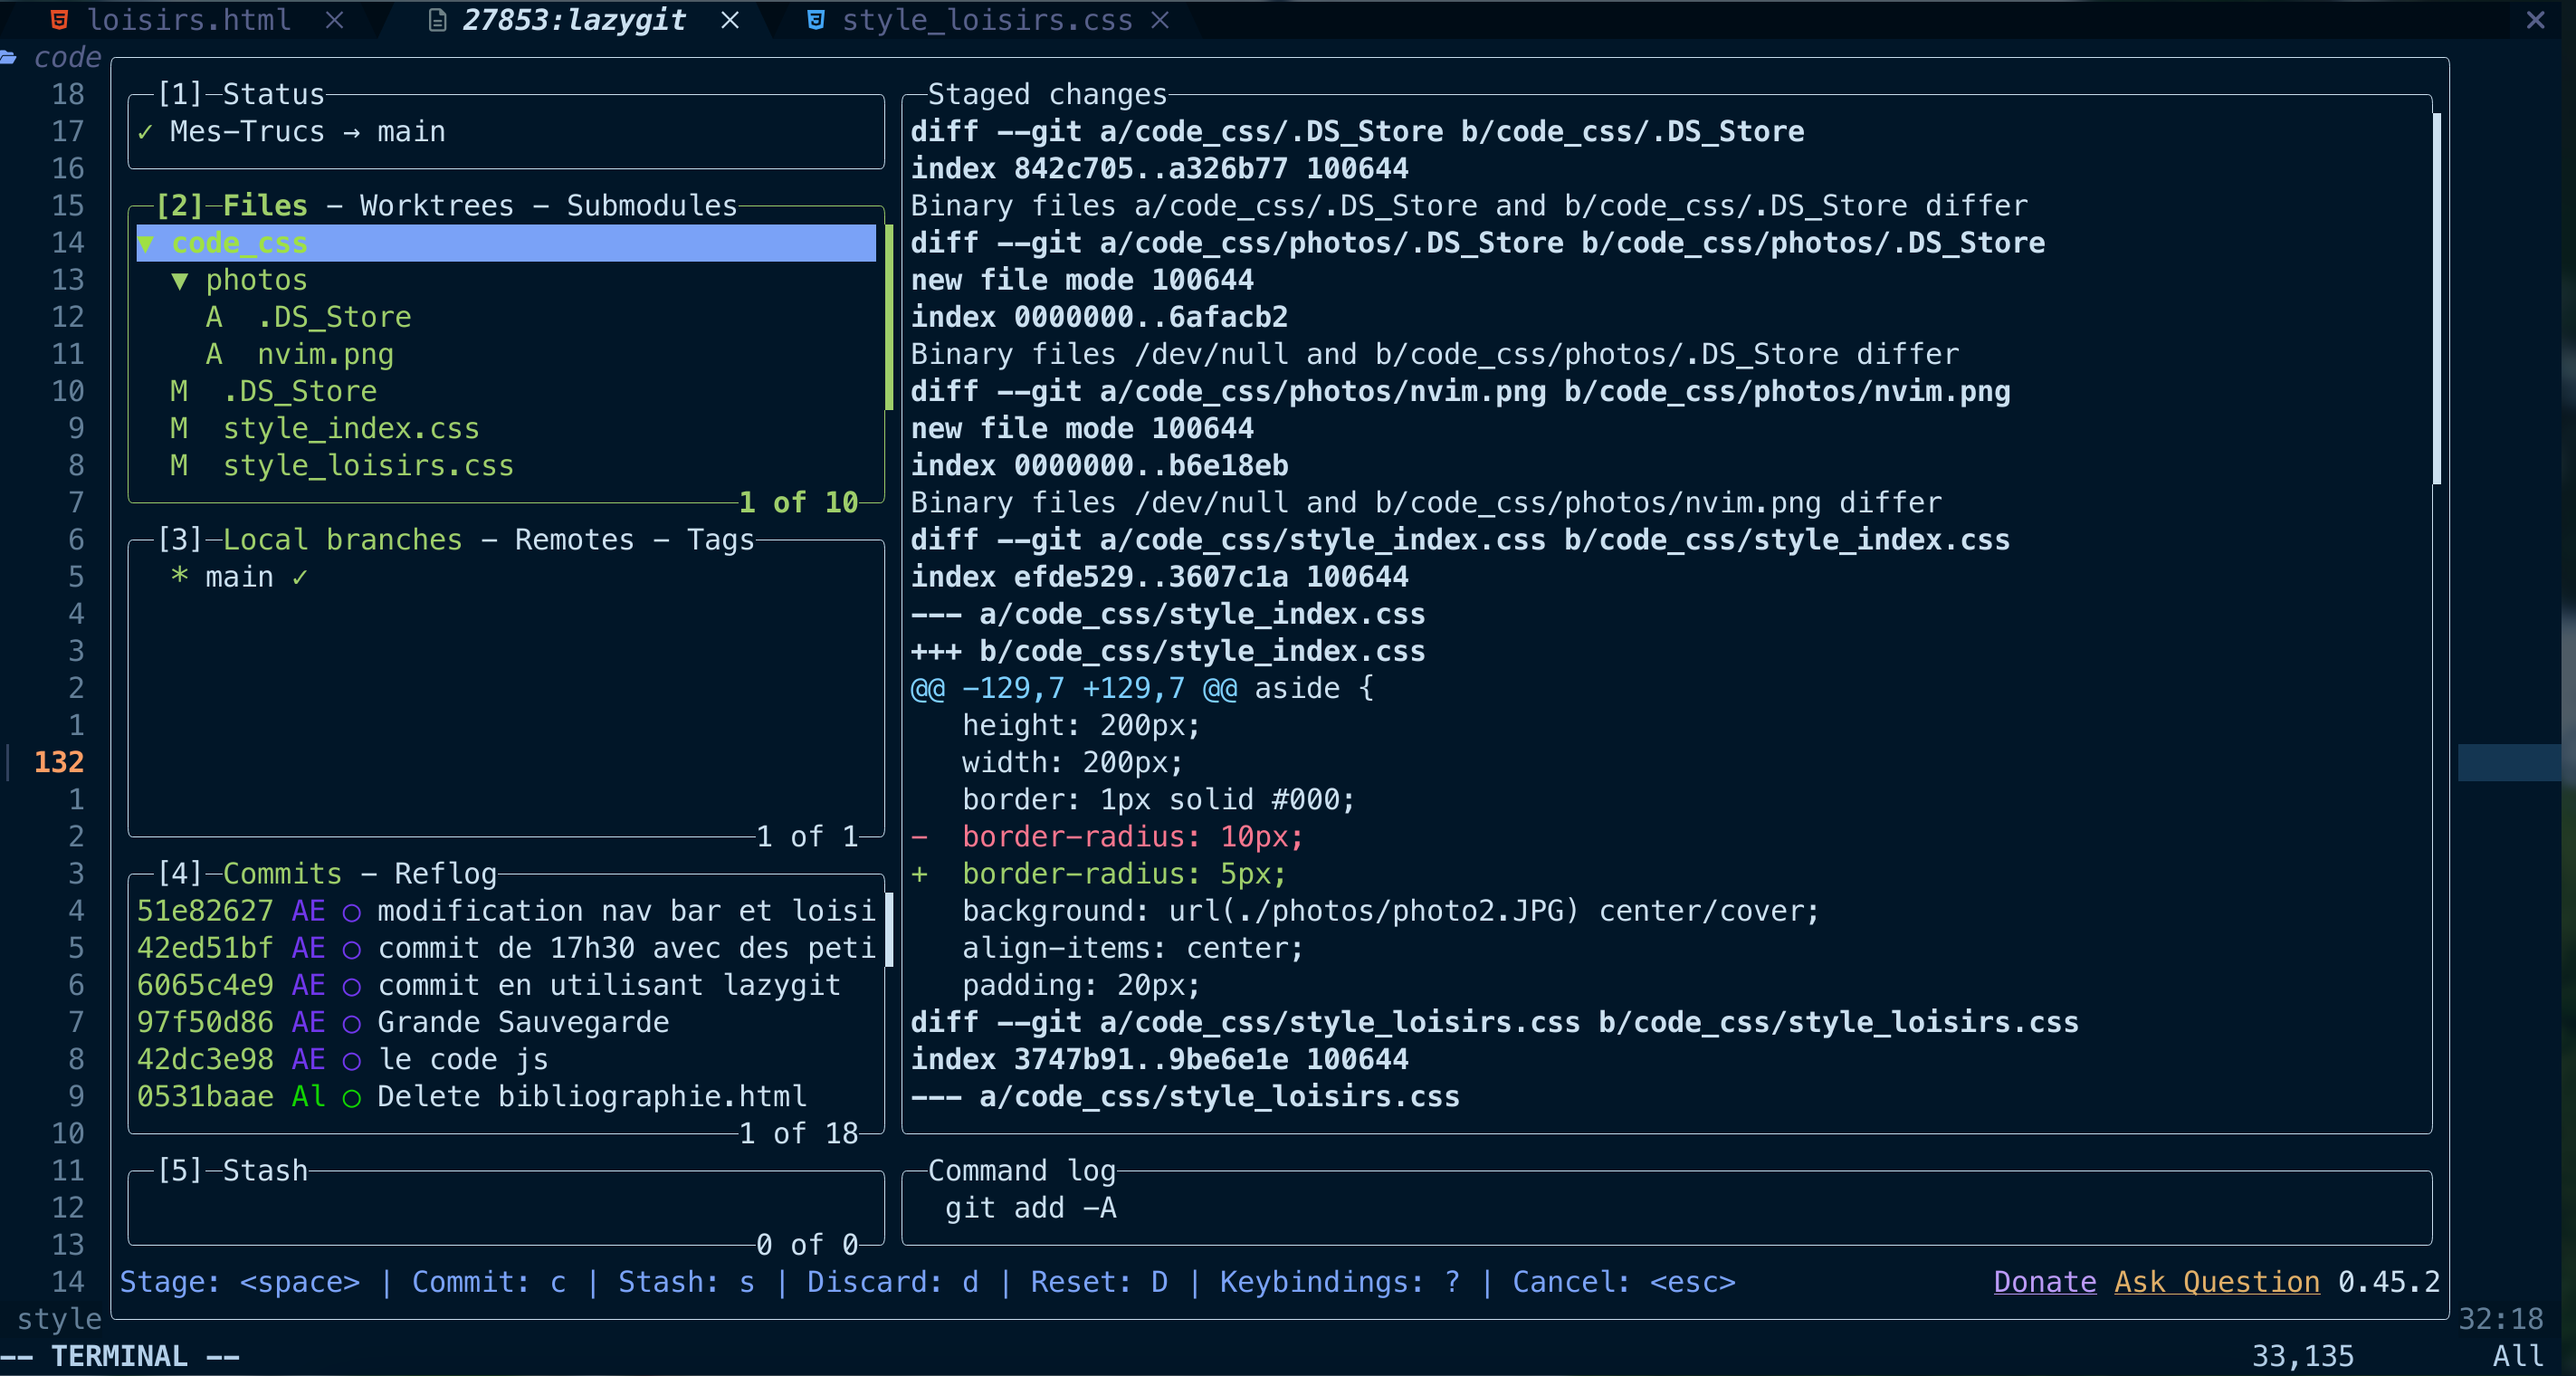 loisirs.html × 27853:lazygit × style_loisirs.css × ×
code
18
17
16
15
14
13
12
11
10
9
8
7
6
5
4
3
2
1
132
1
2
3
4
5
6
7
8
9
10
11
12
13
14
[1]─Status
✓ Mes-Trucs → main
[2]─Files - Worktrees - Submodules
▼ code_css
▼ photos
A .DS_Store
A nvim.png
M .DS_Store
M style_index.css
M style_loisirs.css
1 of 10
[3]─Local branches - Remotes - Tags
* main ✓
1 of 1
[4]─Commits - Reflog
51e82627 AE ○ modification nav bar et loisi
42ed51bf AE ○ commit de 17h30 avec des peti
6065c4e9 AE ○ commit en utilisant lazygit
97f50d86 AE ○ Grande Sauvegarde
42dc3e98 AE ○ le code js
0531baae Al ○ Delete bibliographie.html
1 of 18
[5]─Stash
0 of 0
Staged changes
diff --git a/code_css/.DS_Store b/code_css/.DS_Store
index 842c705..a326b77 100644
Binary files a/code_css/.DS_Store and b/code_css/.DS_Store differ
diff --git a/code_css/photos/.DS_Store b/code_css/photos/.DS_Store
new file mode 100644
index 0000000..6afacb2
Binary files /dev/null and b/code_css/photos/.DS_Store differ
diff --git a/code_css/photos/nvim.png b/code_css/photos/nvim.png
new file mode 100644
index 0000000..b6e18eb
Binary files /dev/null and b/code_css/photos/nvim.png differ
diff --git a/code_css/style_index.css b/code_css/style_index.css
index efde529..3607c1a 100644
--- a/code_css/style_index.css
+++ b/code_css/style_index.css
@@ -129,7 +129,7 @@ aside {
height: 200px;
width: 200px;
border: 1px solid #000;
- border-radius: 10px;
+ border-radius: 5px;
background: url(./photos/photo2.JPG) center/cover;
align-items: center;
padding: 20px;
diff --git a/code_css/style_loisirs.css b/code_css/style_loisirs.css
index 3747b91..9be6e1e 100644
--- a/code_css/style_loisirs.css
Command log
git add -A
Stage: <space> | Commit: c | Stash: s | Discard: d | Reset: D | Keybindings: ? | Cancel: <esc> Donate Ask Question 0.45.2
style 32:18
-- TERMINAL -- 33,135 All